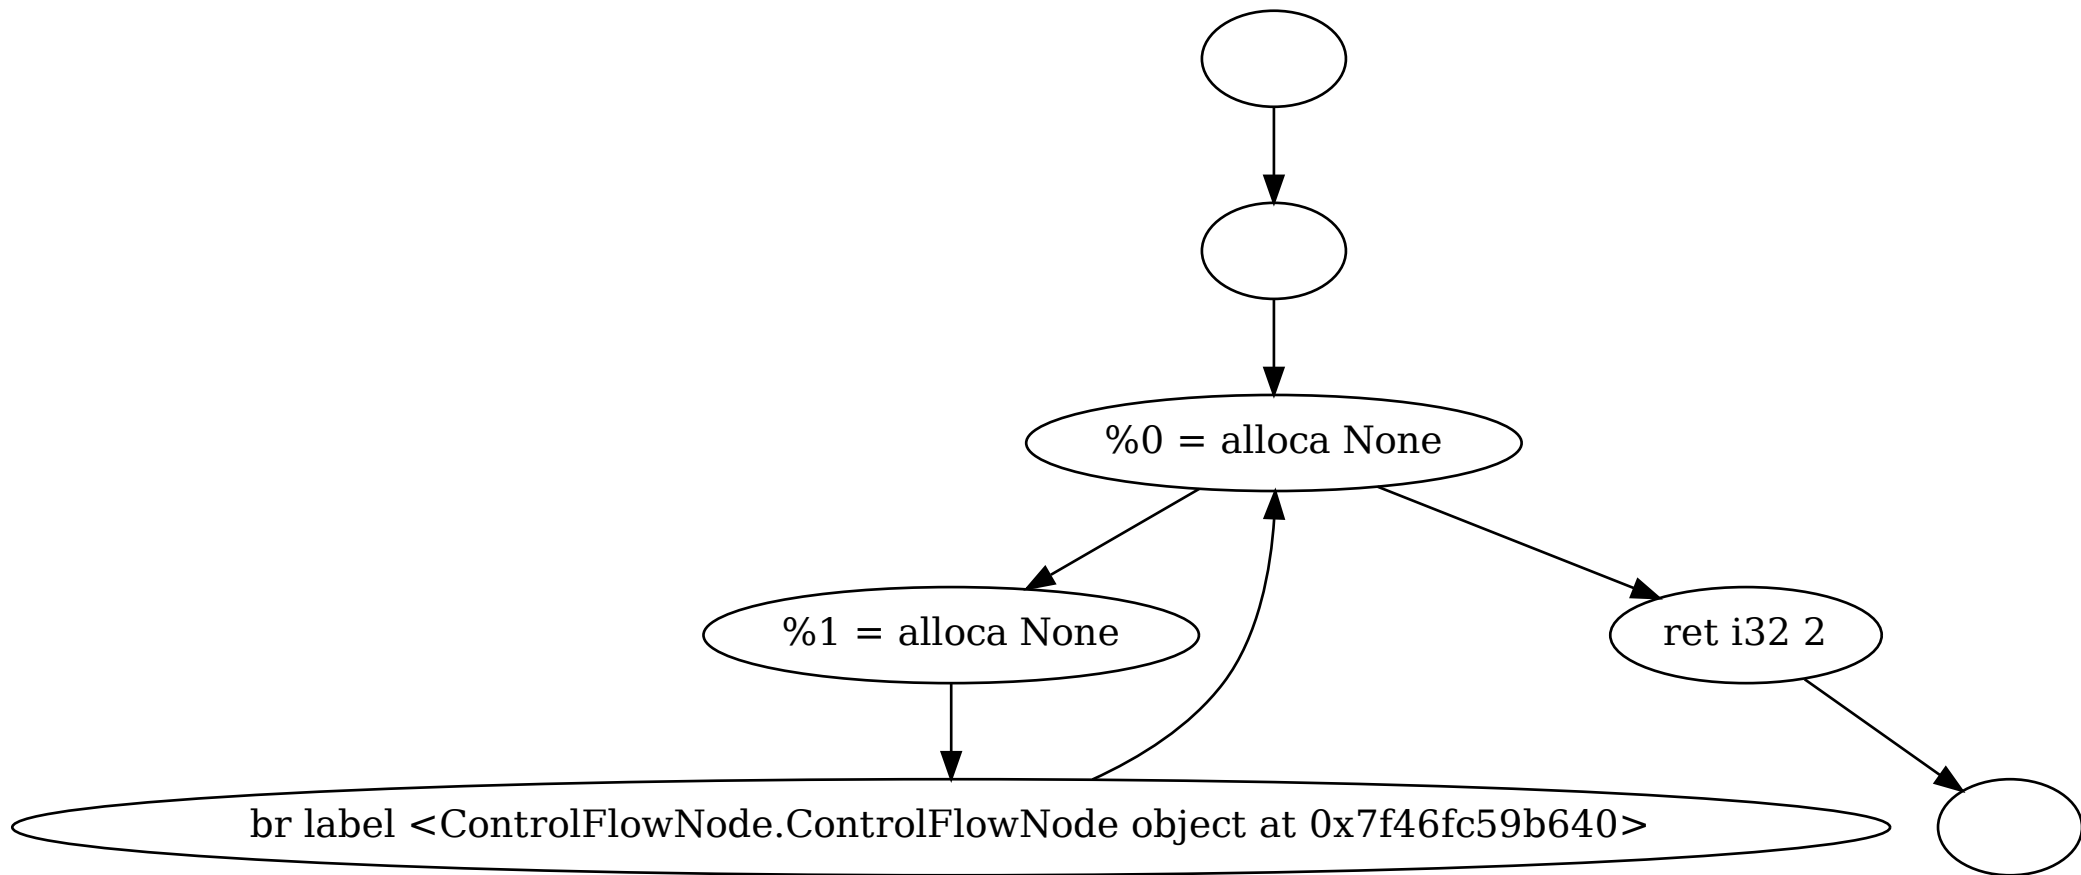 %0 = alloca None
%1 = alloca None
ret i32 2
br label <ControlFlowNode.ControlFlowNode object at 0x7f46fc59b640>